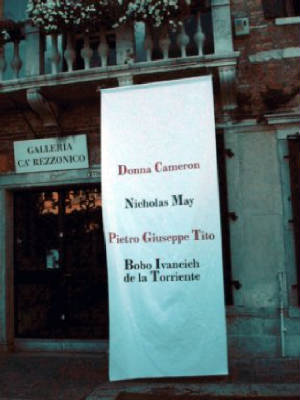 GALLERIA
CA' REZZONICO
Donna Cameron
Nicholas May
Pietro Giuseppe Tito
Bobo Ivancich
de la Torriente